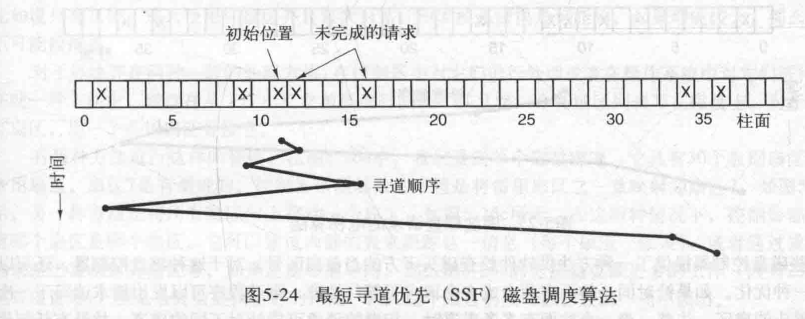 初始位置
未完成的请求
X X X X X X X
0 5 10 15 20 25 30 35 柱面
时间
寻道顺序
图5-24 最短寻道优先（SSF）磁盘调度算法